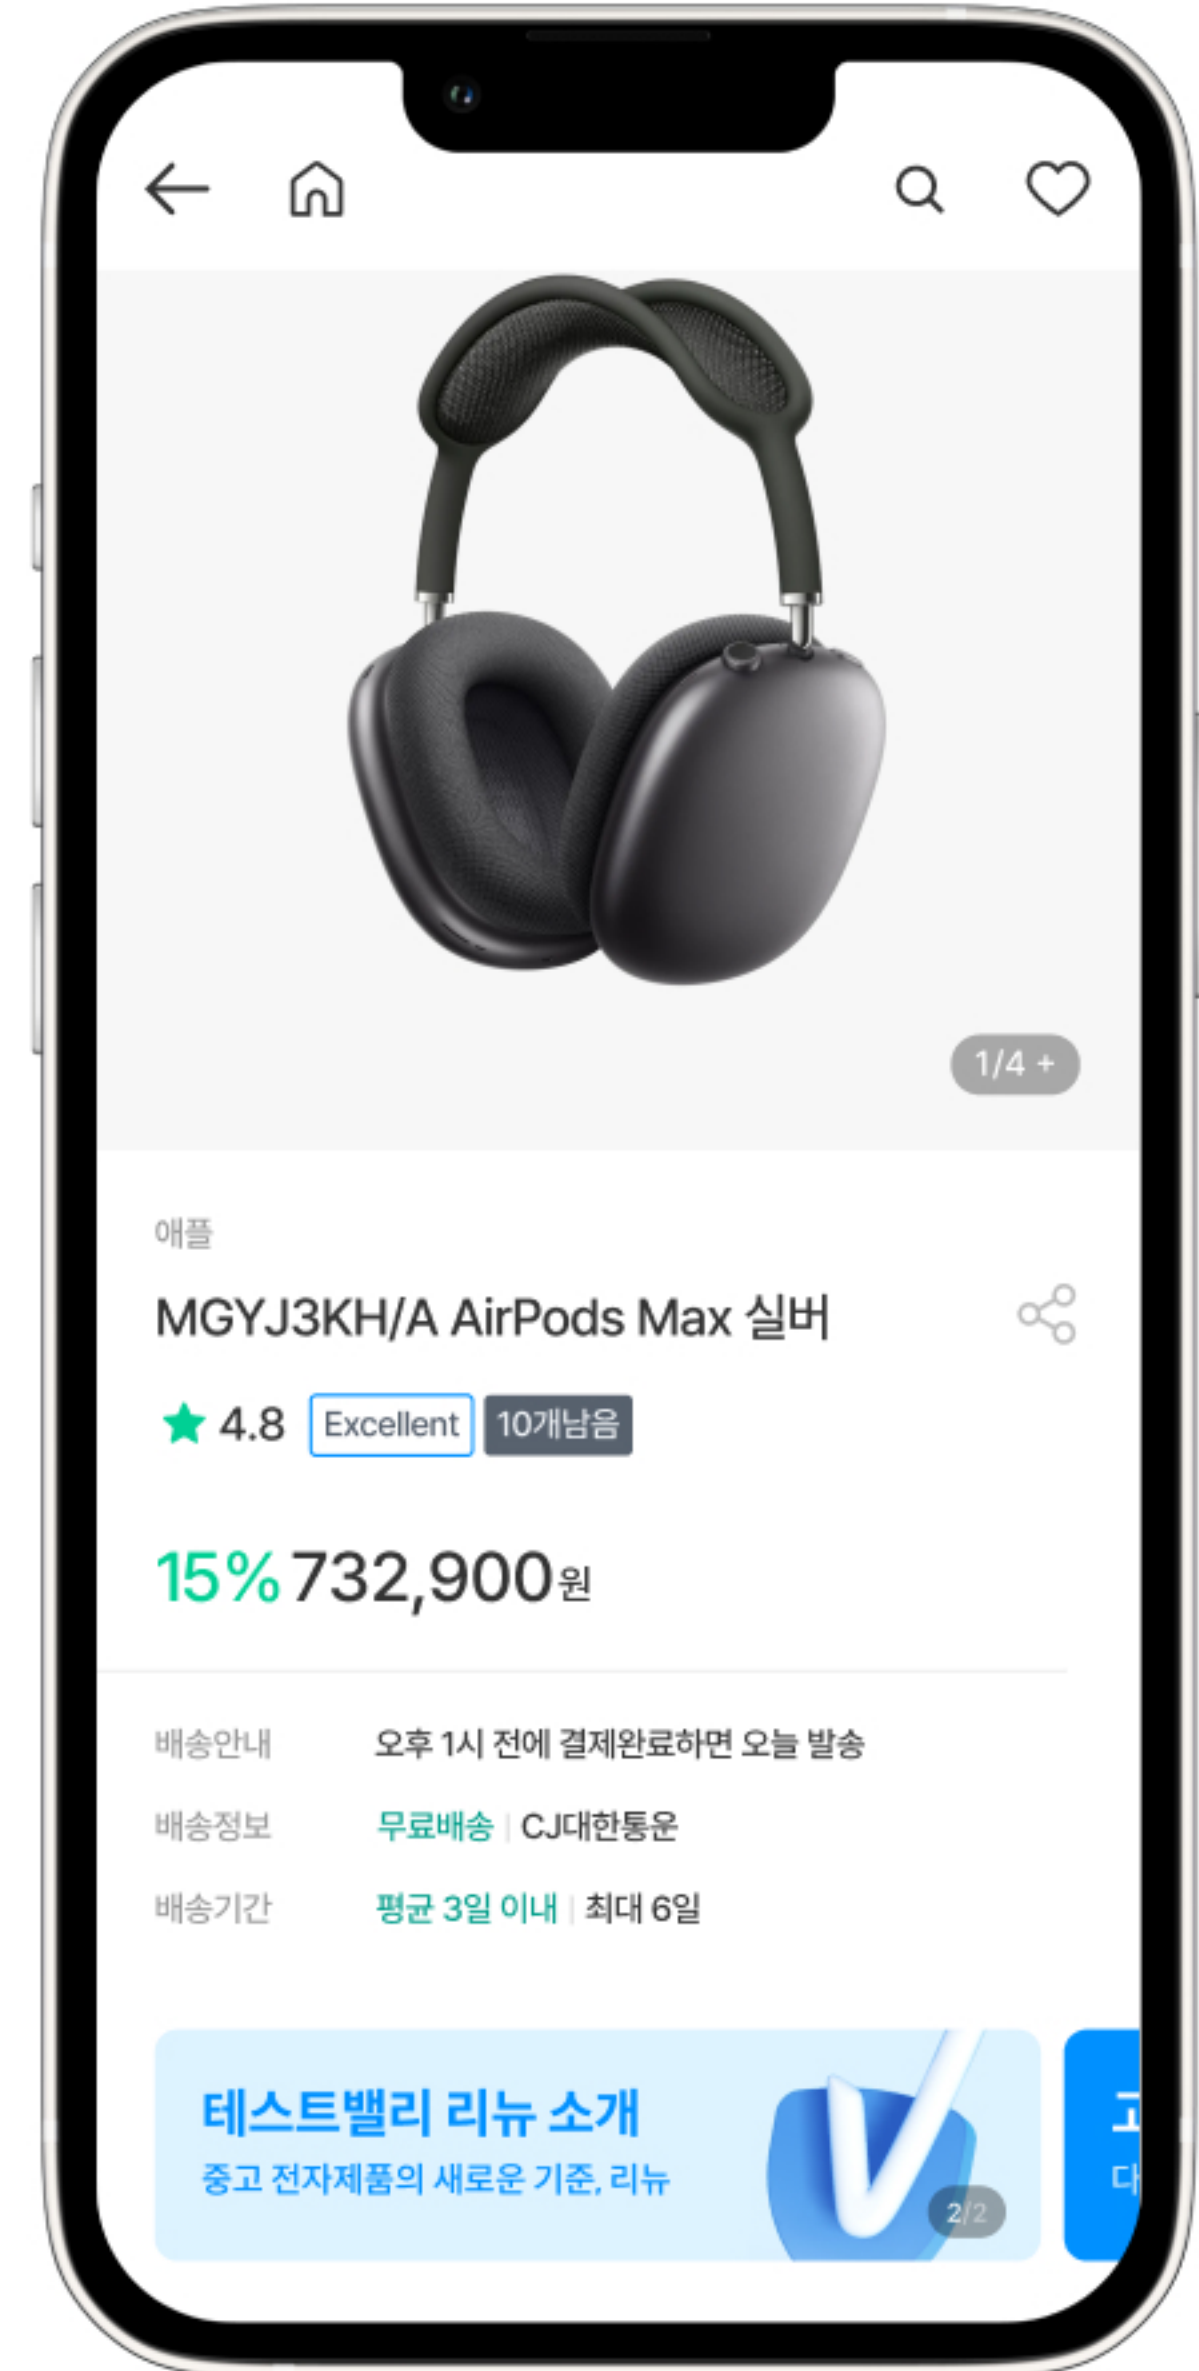 1/4 +
애플
MGYJ3KH/A AirPods Max 실버
4.8 Excellent 10개남음
15% 732,900원
배송안내 오후 1시 전에 결제완료하면 오늘 발송
배송정보 무료배송 | CJ대한통운
배송기간 평균 3일 이내 | 최대 6일
테스트밸리 리뉴 소개
중고 전자제품의 새로운 기준, 리뉴
2/2